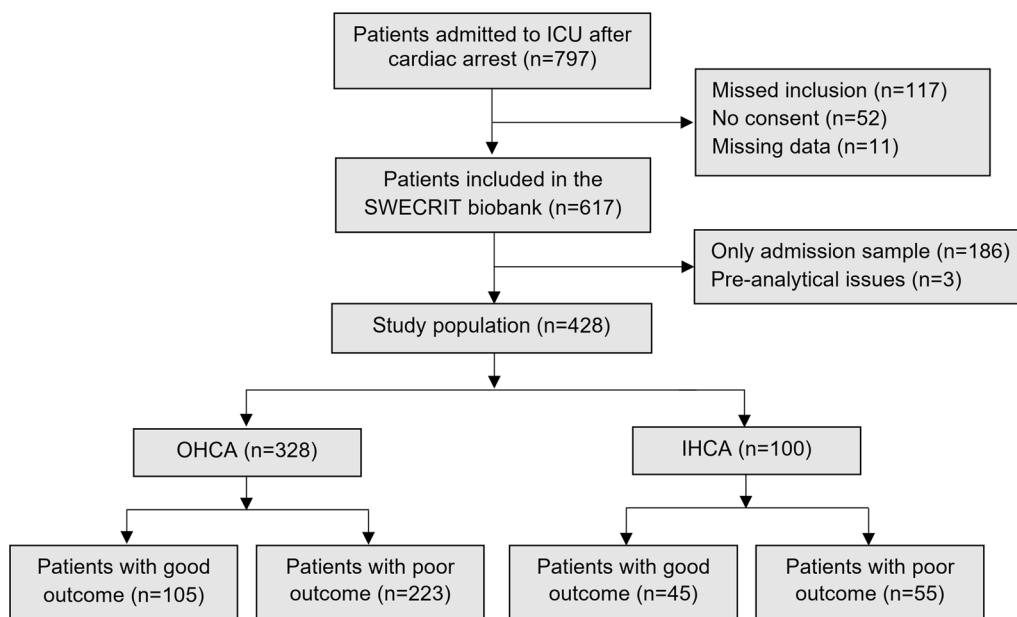 Patients admitted to ICU after
cardiac arrest (n=797)
Missed inclusion (n=117)
No consent (n=52)
Missing data (n=11)
Patients included in the
SWECRIT biobank (n=617)
Only admission sample (n=186)
Pre-analytical issues (n=3)
Study population (n=428)
OHCA (n=328)
IHCA (n=100)
Patients with good
outcome (n=105)
Patients with poor
outcome (n=223)
Patients with good
outcome (n=45)
Patients with poor
outcome (n=55)